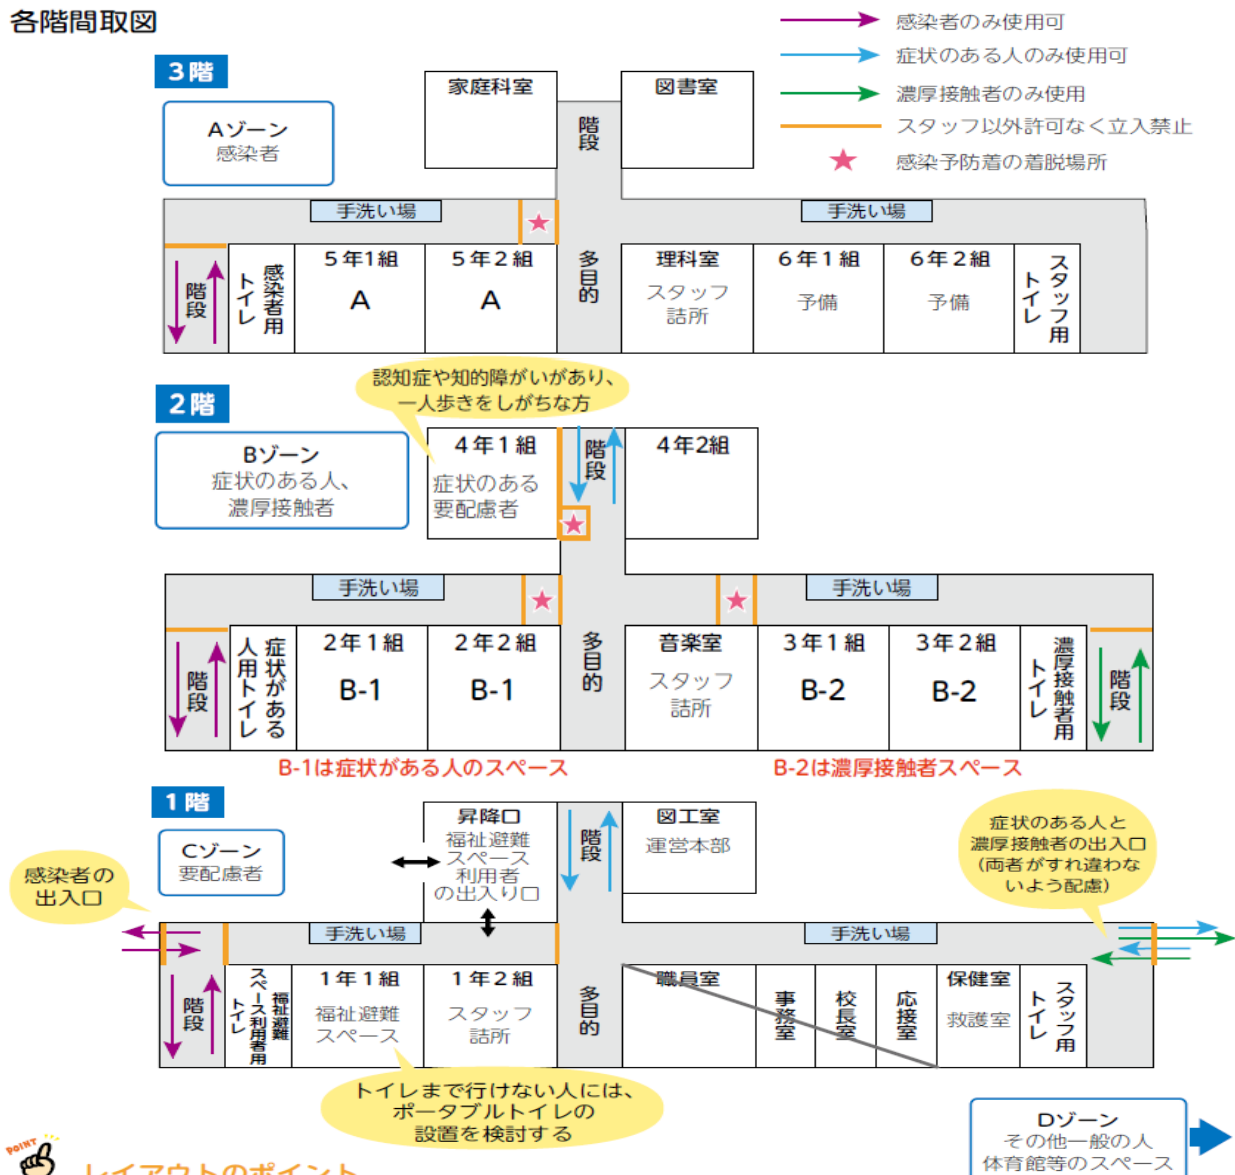 各階間取図
感染者のみ使用可
症状のある人のみ使用可
濃厚接触者のみ使用
スタッフ以外許可なく立入禁止
感染予防着の着脱場所
3階
Aゾーン
感染者
家庭科室
図書室
階段
手洗い場
手洗い場
階段
感染者用
トイレ
5年1組
A
5年2組
A
多目的
理科室
スタッフ
詰所
6年1組
予備
6年2組
予備
スタッフ用
トイレ
認知症や知的障がいがあり、
一人歩きをしがちな方
2階
Bゾーン
症状のある人、
濃厚接触者
4年1組
症状のある
要配慮者
階段
4年2組
手洗い場
手洗い場
階段
症状がある
人用トイレ
2年1組
B-1
2年2組
B-1
多目的
音楽室
スタッフ
詰所
3年1組
B-2
3年2組
B-2
濃厚接触者用
トイレ
階段
B-1は症状がある人のスペース
B-2は濃厚接触者スペース
1階
Cゾーン
要配慮者
感染者の
出入口
昇降口
福祉避難
スペース
利用者
の出入り口
階段
図工室
運営本部
症状のある人と
濃厚接触者の出入口
(両者がすれ違わな
いよう配慮)
手洗い場
手洗い場
階段
福祉避難
スペース利用者用
トイレ
1年1組
福祉避難
スペース
1年2組
スタッフ
詰所
多目的
職員室
事務室
校長室
応接室
保健室
救護室
スタッフ用
トイレ
トイレまで行けない人には、
ポータブルトイレの
設置を検討する
Dゾーン
その他一般の人
体育館等のスペース
POINT
レイアウトのポイント